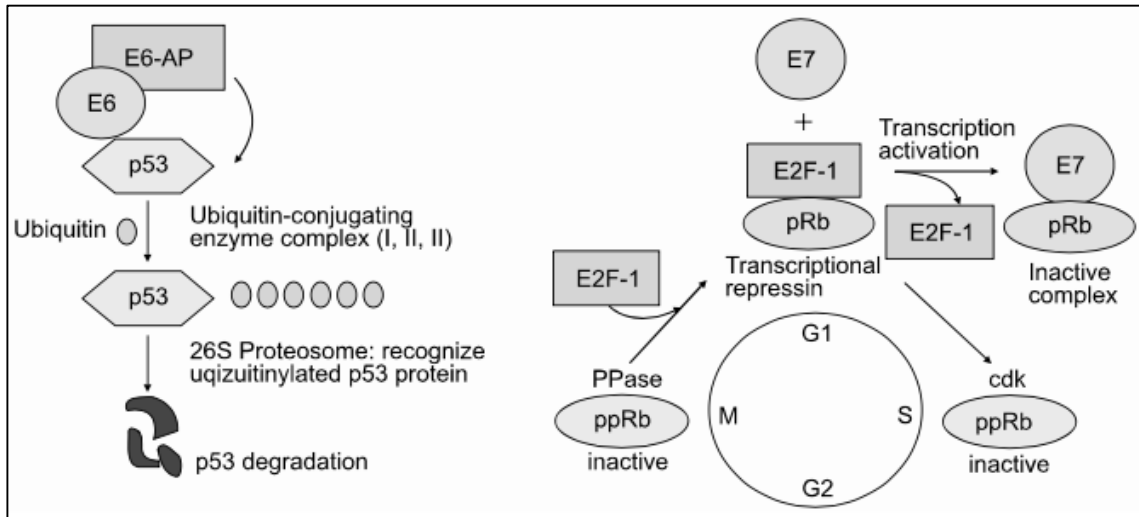 E6-AP
E6
p53
Ubiquitin
Ubiquitin-conjugating
enzyme complex (I, II, II)
p53
26S Proteosome: recognize
uqizuitinylated p53 protein
p53 degradation
E7
+
E2F-1
pRb
Transcriptional
repressin
Transcription
activation
E2F-1
E7
pRb
Inactive
complex
E2F-1
PPase
ppRb
inactive
G1
M
S
G2
cdk
ppRb
inactive